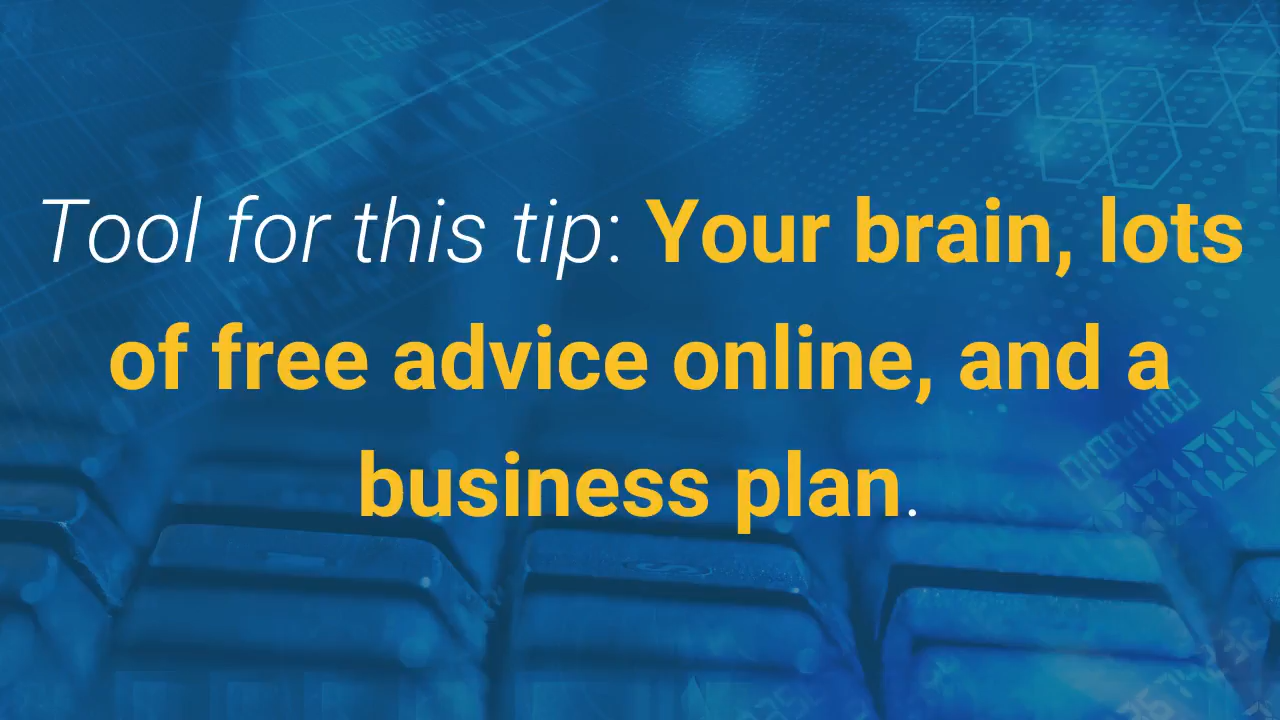 Tool for this tip: Your brain, lots
of free advice online, and a
business plan.